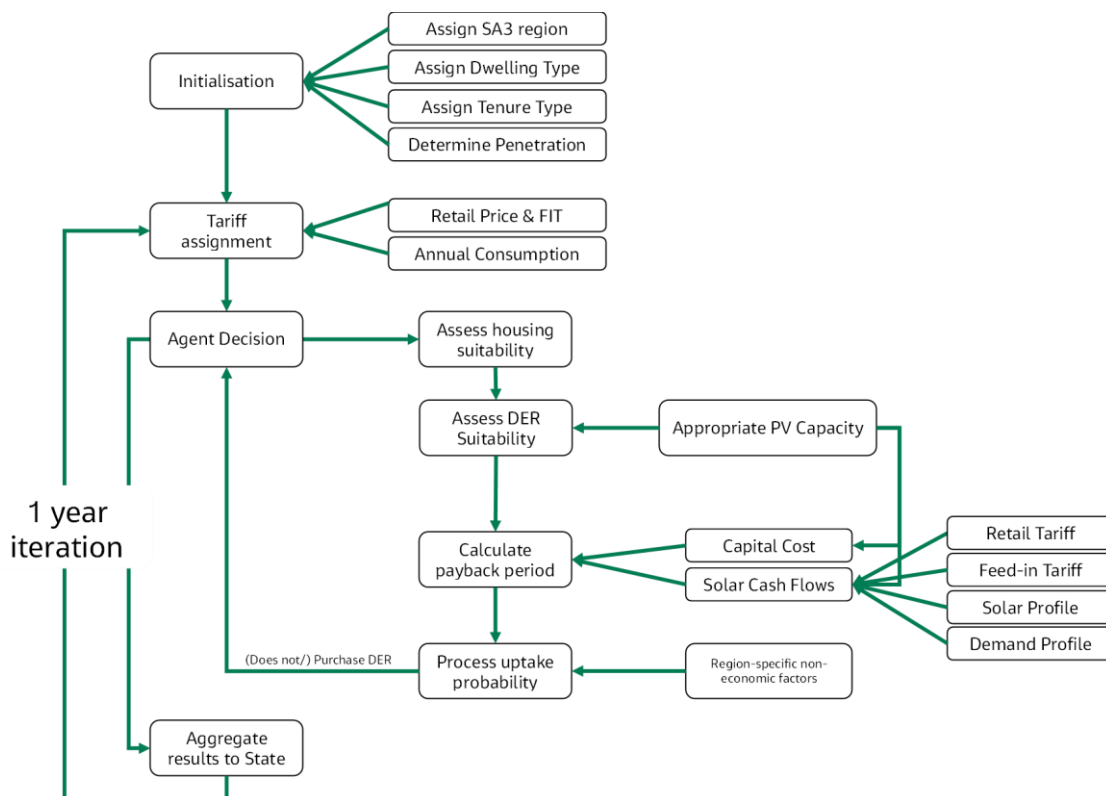 Assign SA3 region
Initialisation
Assign Dwelling Type
Assign Tenure Type
Determine Penetration
Tariff
assignment
Retail Price & FIT
Annual Consumption
Agent Decision
Assess housing
suitability
Assess DER
Suitability
Appropriate PV Capacity
1 year
iteration
Calculate
payback period
Capital Cost
Solar Cash Flows
Retail Tariff
Feed-in Tariff
Solar Profile
Demand Profile
(Does not/) Purchase DER
Process uptake
probability
Region-specific non-
economic factors
Aggregate
results to State